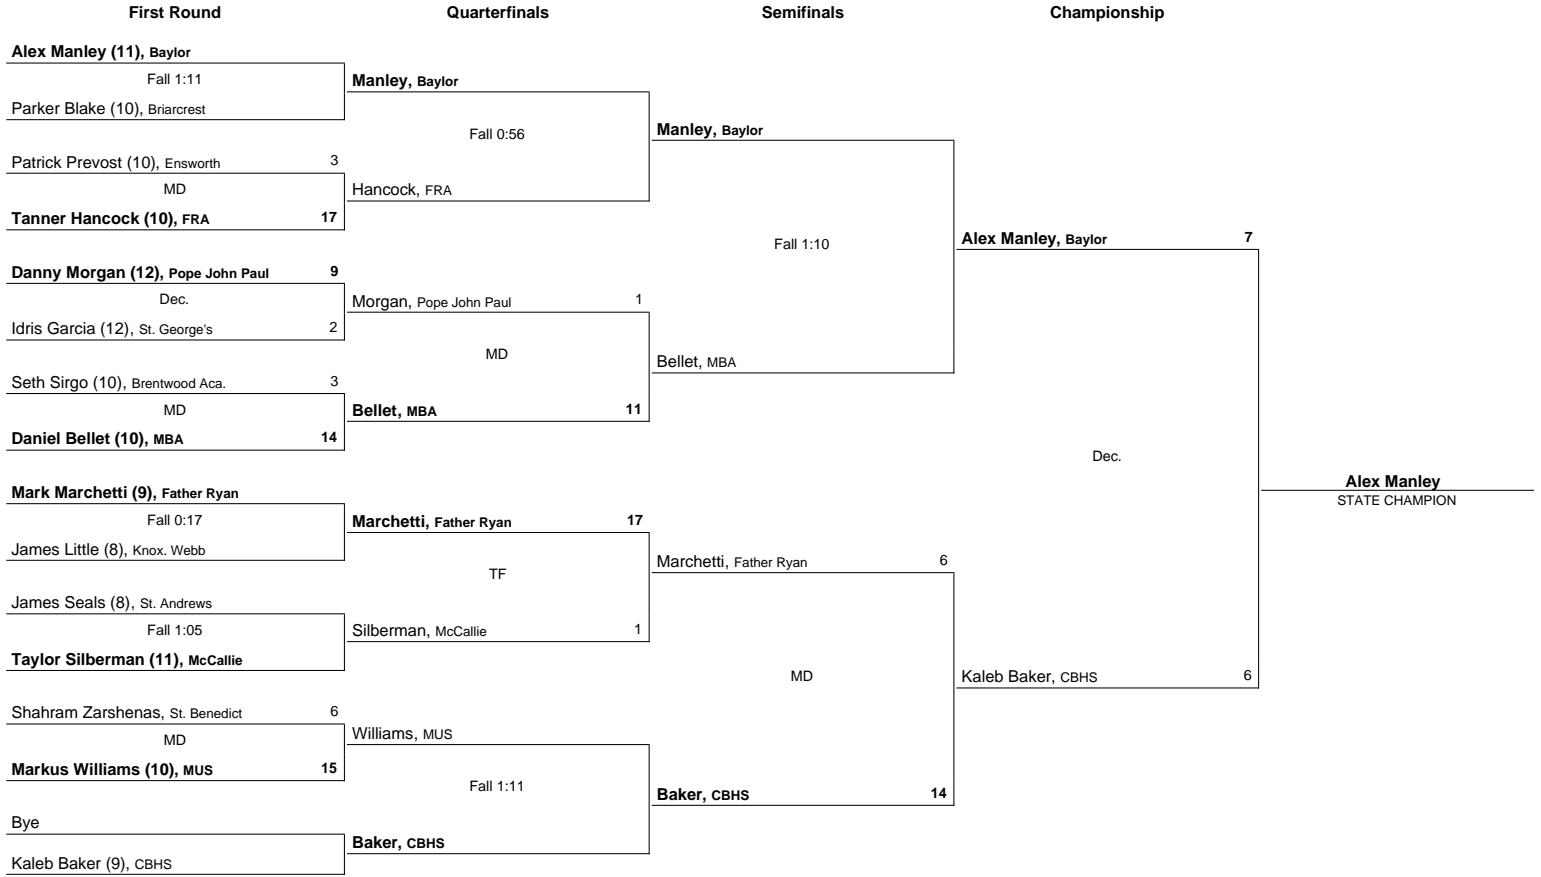 First Round Quarterfinals Semifinals Championship
Alex Manley (11), Baylor
Fall 1:11
Parker Blake (10), Briarcrest
Patrick Prevost (10), Ensworth 3
MD
Tanner Hancock (10), FRA 17
Danny Morgan (12), Pope John Paul 9
Dec.
Idris Garcia (12), St. George's 2
Seth Sirgo (10), Brentwood Aca. 3
MD
Daniel Bellet (10), MBA 14
Mark Marchetti (9), Father Ryan
Fall 0:17
James Little (8), Knox. Webb
James Seals (8), St. Andrews
Fall 1:05
Taylor Silberman (11), McCallie
Shahram Zarshenas, St. Benedict 6
MD
Markus Williams (10), MUS 15
Bye
Kaleb Baker (9), CBHS
Manley, Baylor
Fall 0:56
Hancock, FRA
Morgan, Pope John Paul 1
MD
Bellet, MBA 11
Marchetti, Father Ryan 17
TF
Silberman, McCallie 1
Williams, MUS
Fall 1:11
Baker, CBHS
Manley, Baylor
Fall 1:10
Bellet, MBA
Marchetti, Father Ryan 6
MD
Baker, CBHS 14
Alex Manley, Baylor 7
Dec.
Kaleb Baker, CBHS 6
Alex Manley
STATE CHAMPION